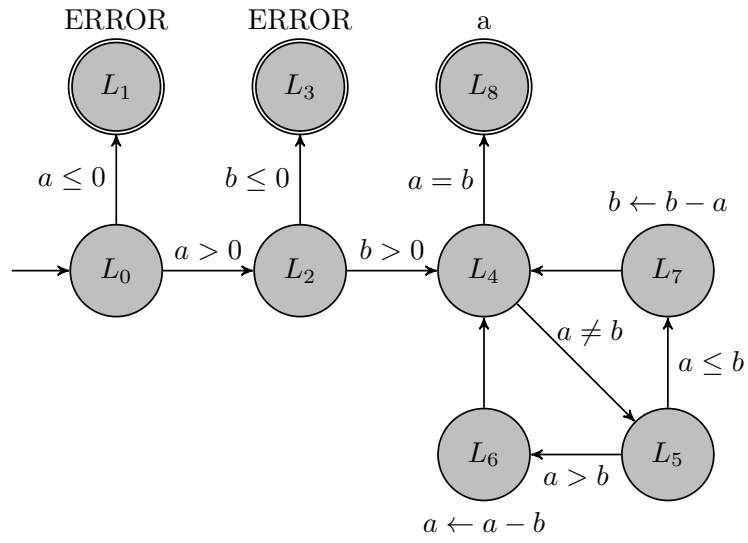 ERROR
ERROR
a
L₁
L₃
L₈
a ≤ 0
b ≤ 0
a = b
b ← b − a
L₀
a > 0
L₂
b > 0
L₄
L₇
a ≠ b
a ≤ b
L₆
a > b
L₅
a ← a − b